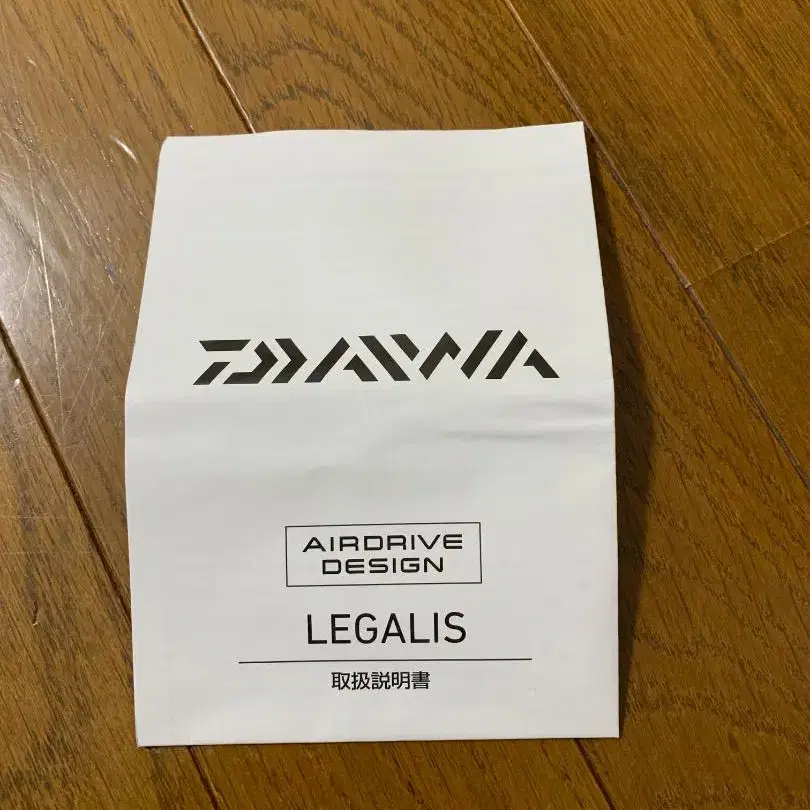 DAIWA
AIRDRIVE
DESIGN
LEGALIS
取扱説明書